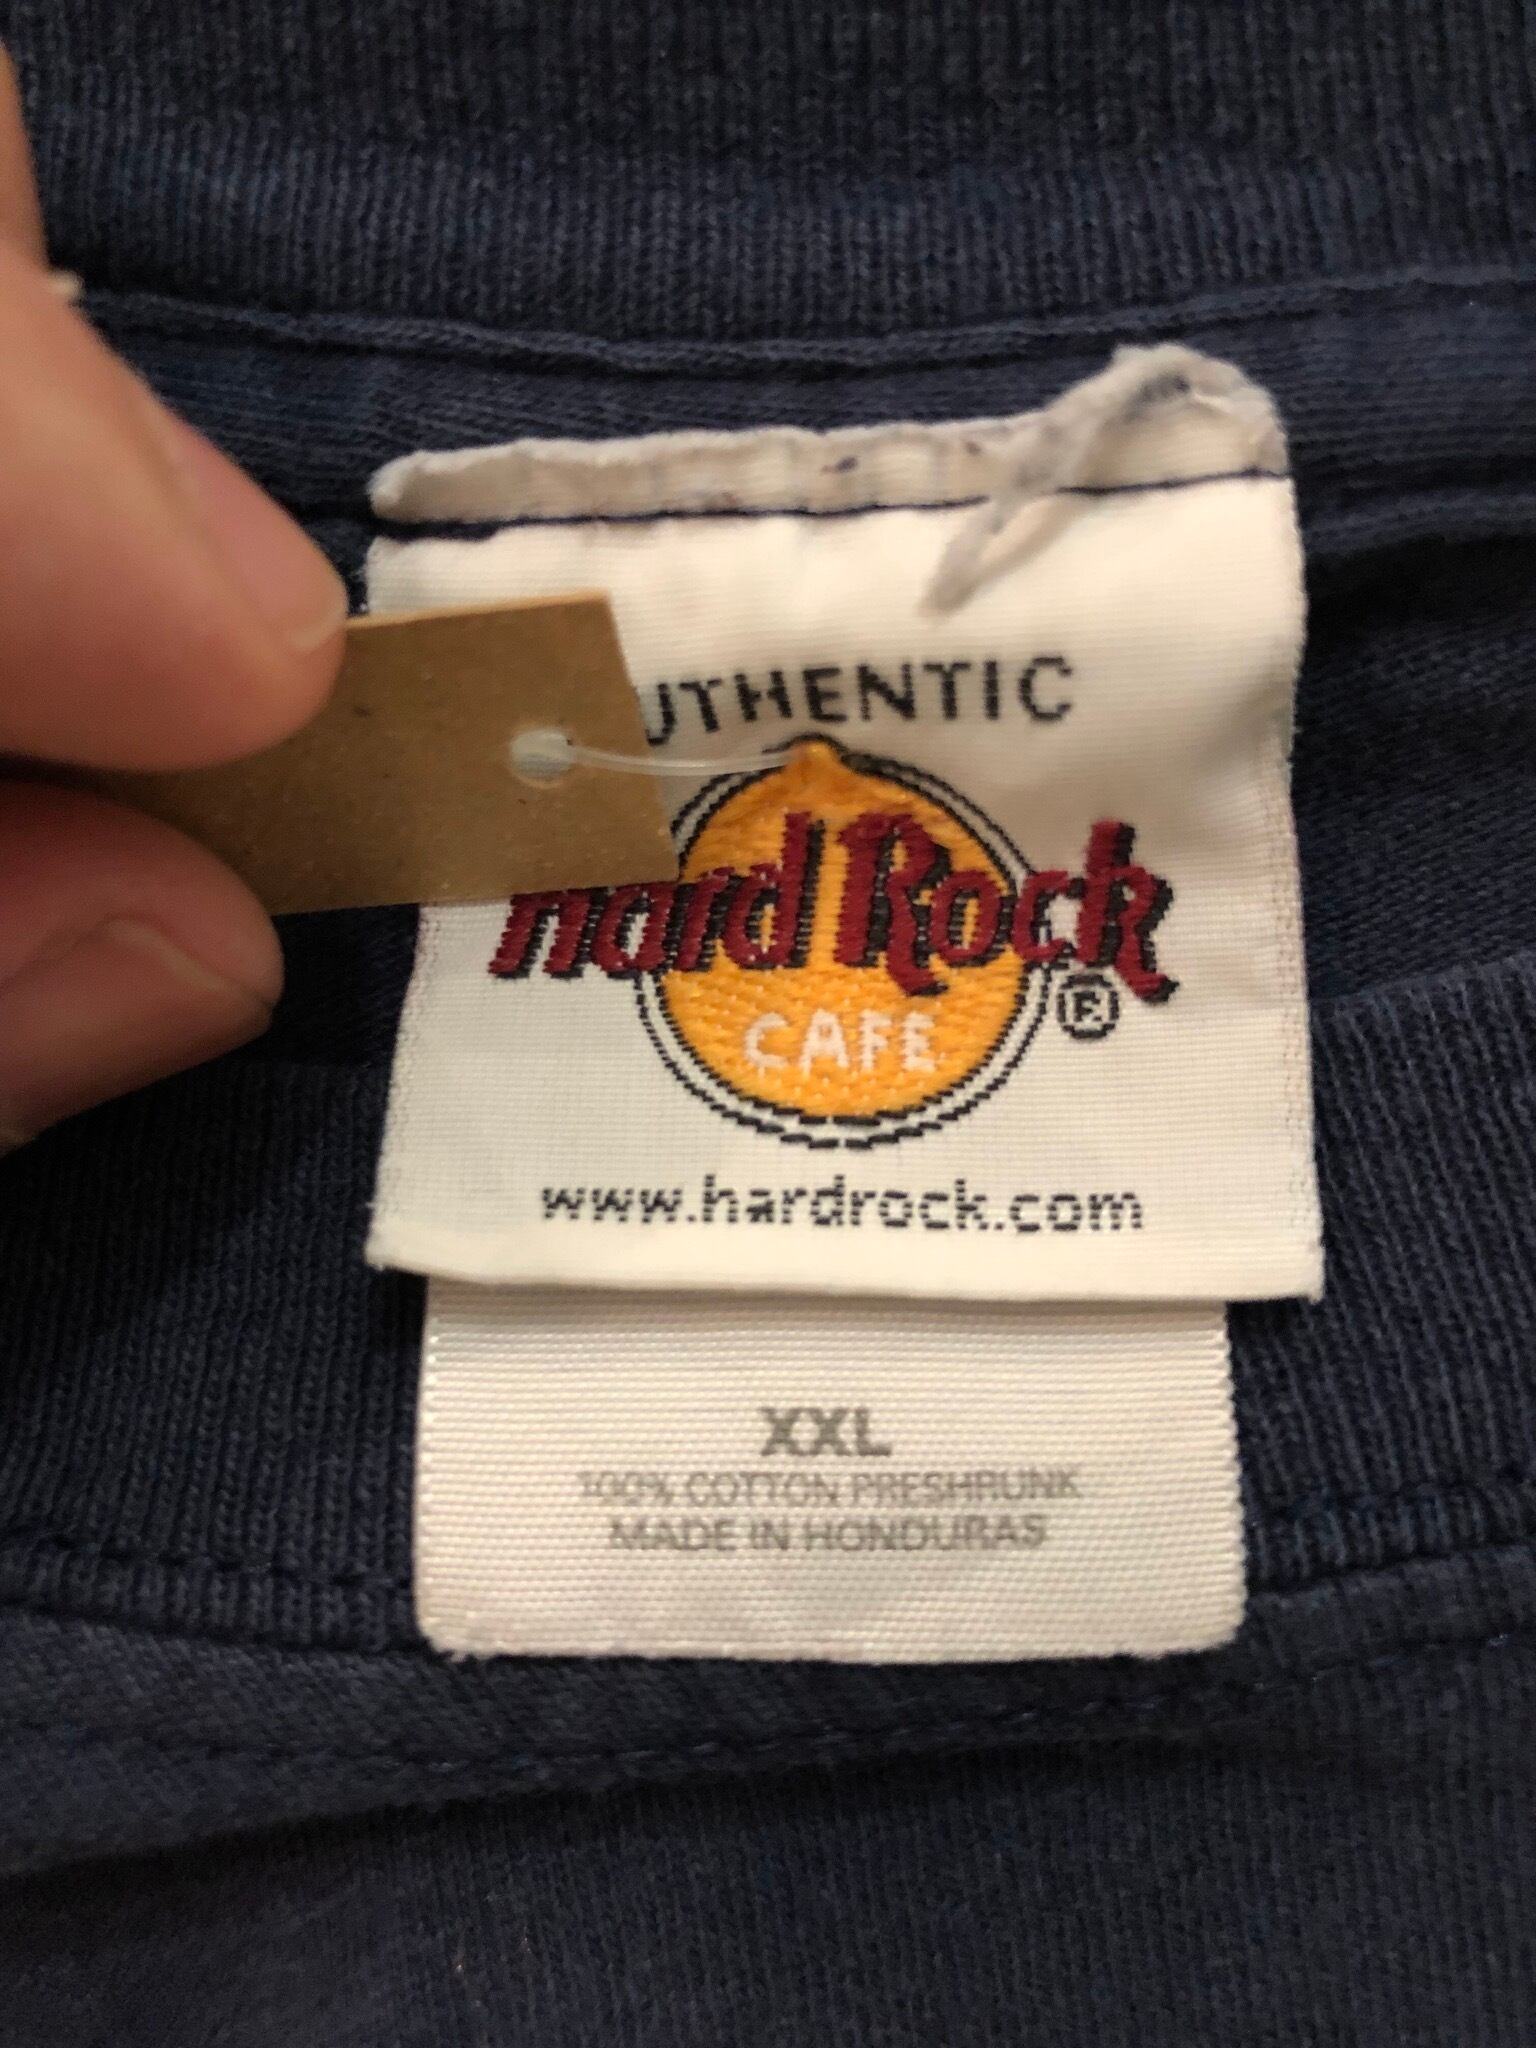 UTHENTIC
Hard Rock
CAFE
®
www.hardrock.com
XXL
100% COTTON PRESHRUNK
MADE IN HONDURAS